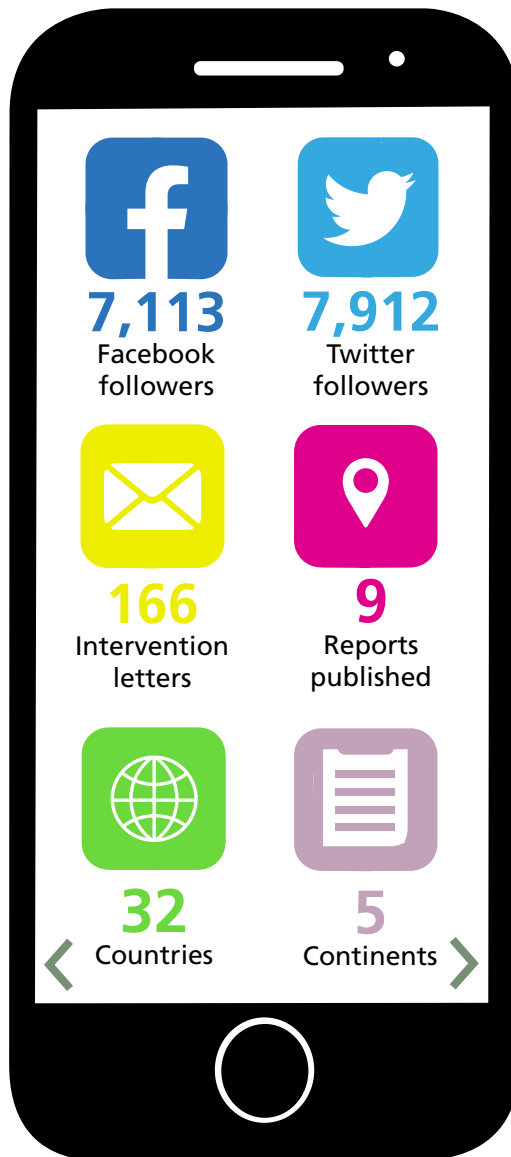 7,113
Facebook
followers
7,912
Twitter
followers
166
Intervention
letters
9
Reports
published
32
Countries
5
Continents